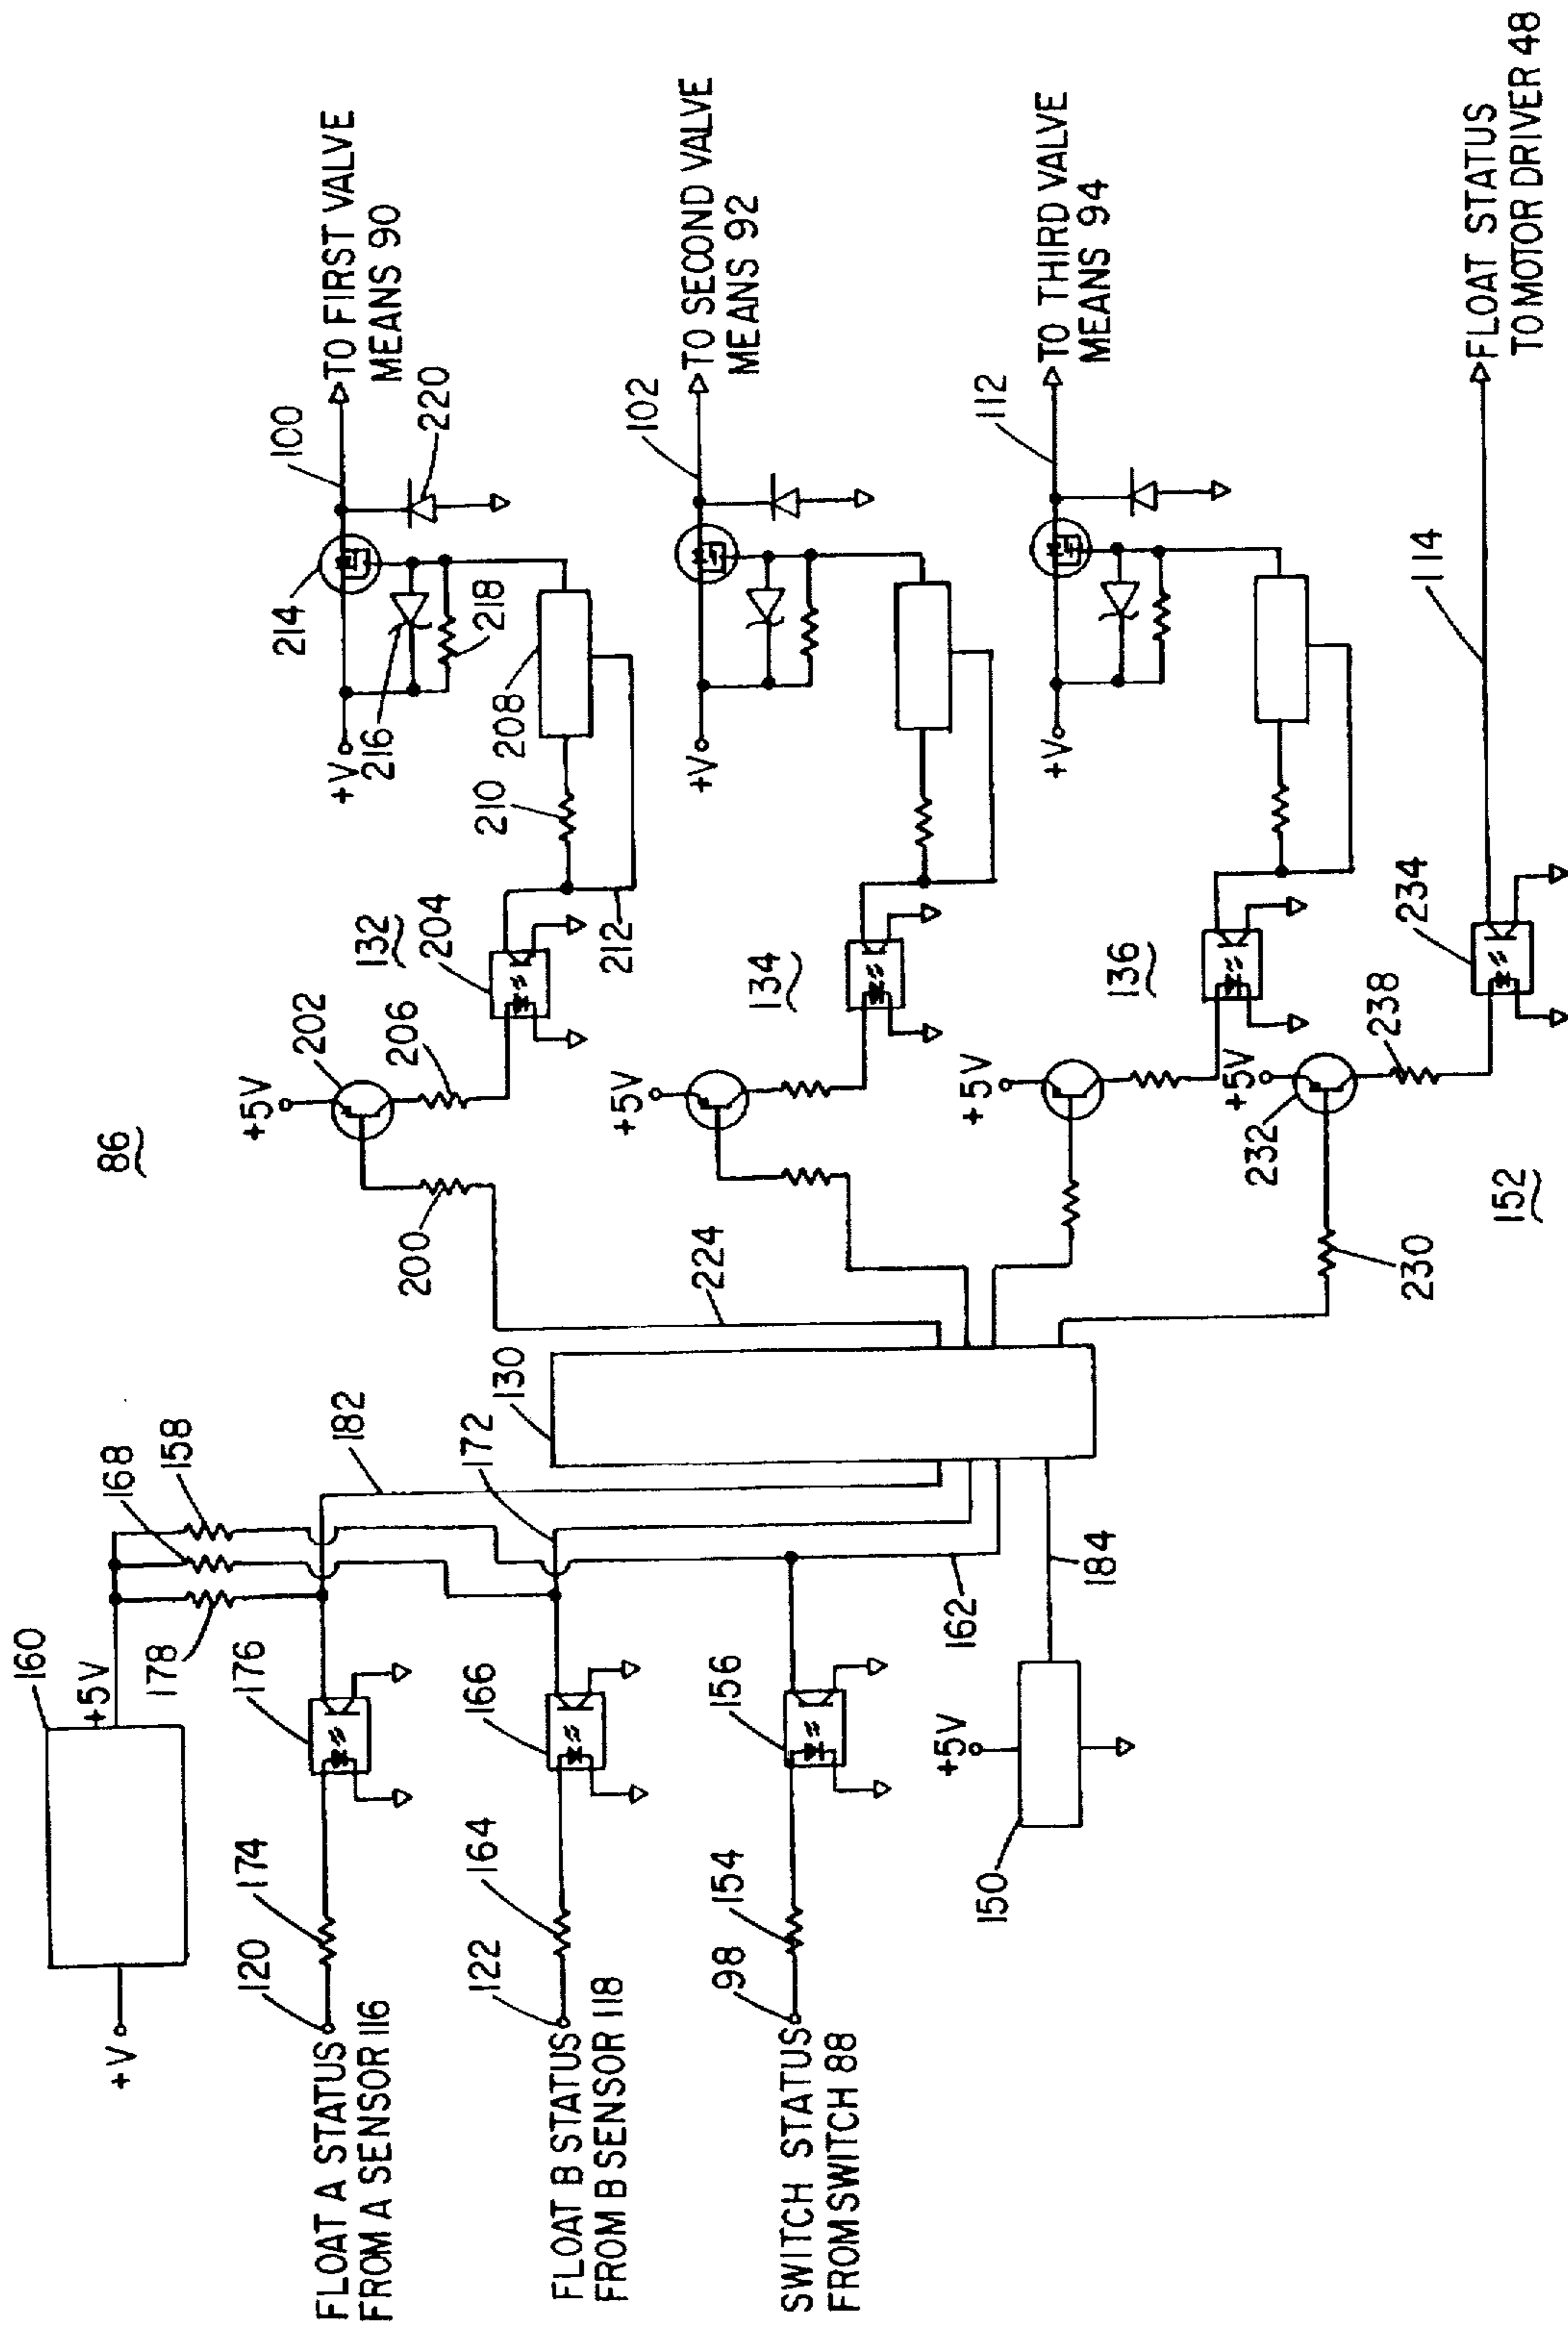 86
160
+V
+5V
168
158
178
182
176
174
120
FLOAT A STATUS
FROM A SENSOR 116
172
166
164
122
FLOAT B STATUS
FROM B SENSOR 118
156
154
98
SWITCH STATUS
FROM SWITCH 88
162
184
+5V
150
130
224
200
+5V
202
206
132
204
212
210
208
+V
216
218
214
100
220
TO FIRST VALVE
MEANS 90
+5V
134
+V
102
TO SECOND VALVE
MEANS 92
+5V
136
+V
112
TO THIRD VALVE
MEANS 94
+5V
232
230
238
152
234
114
FLOAT STATUS
TO MOTOR DRIVER 48